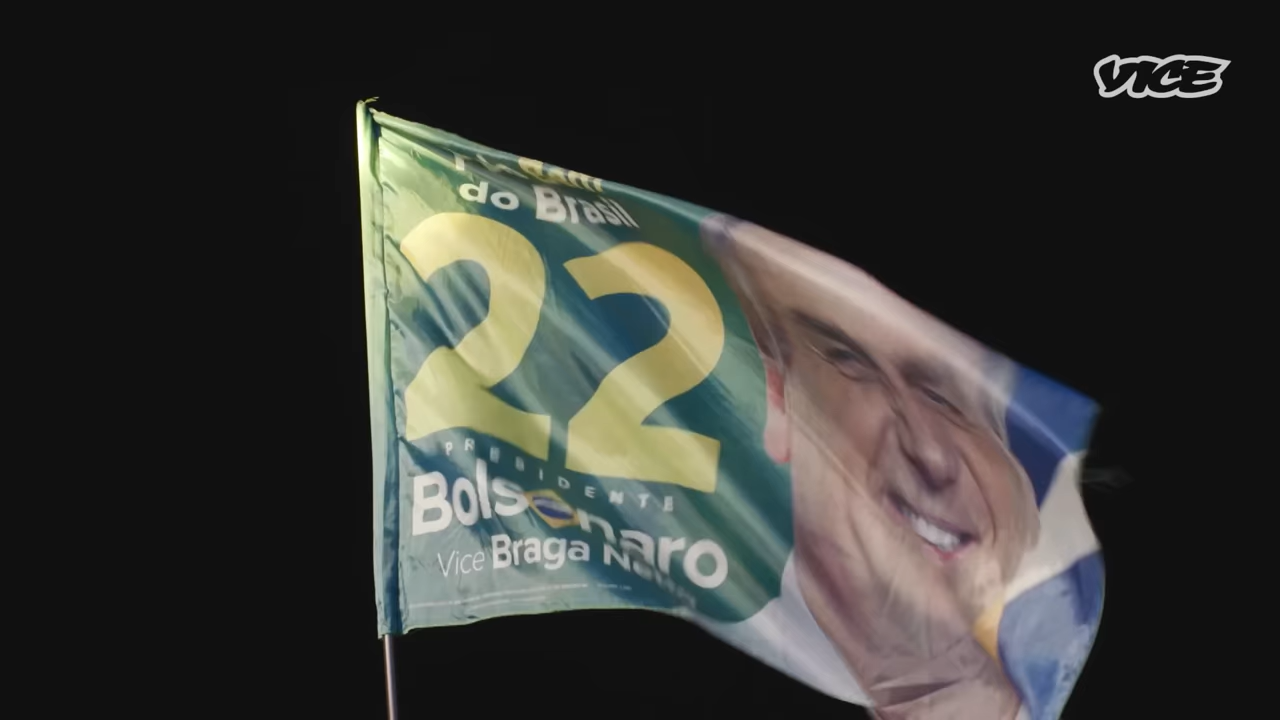 VICE
do Brasil
22
PRESIDENTE
Bolsonaro
Vice Braga